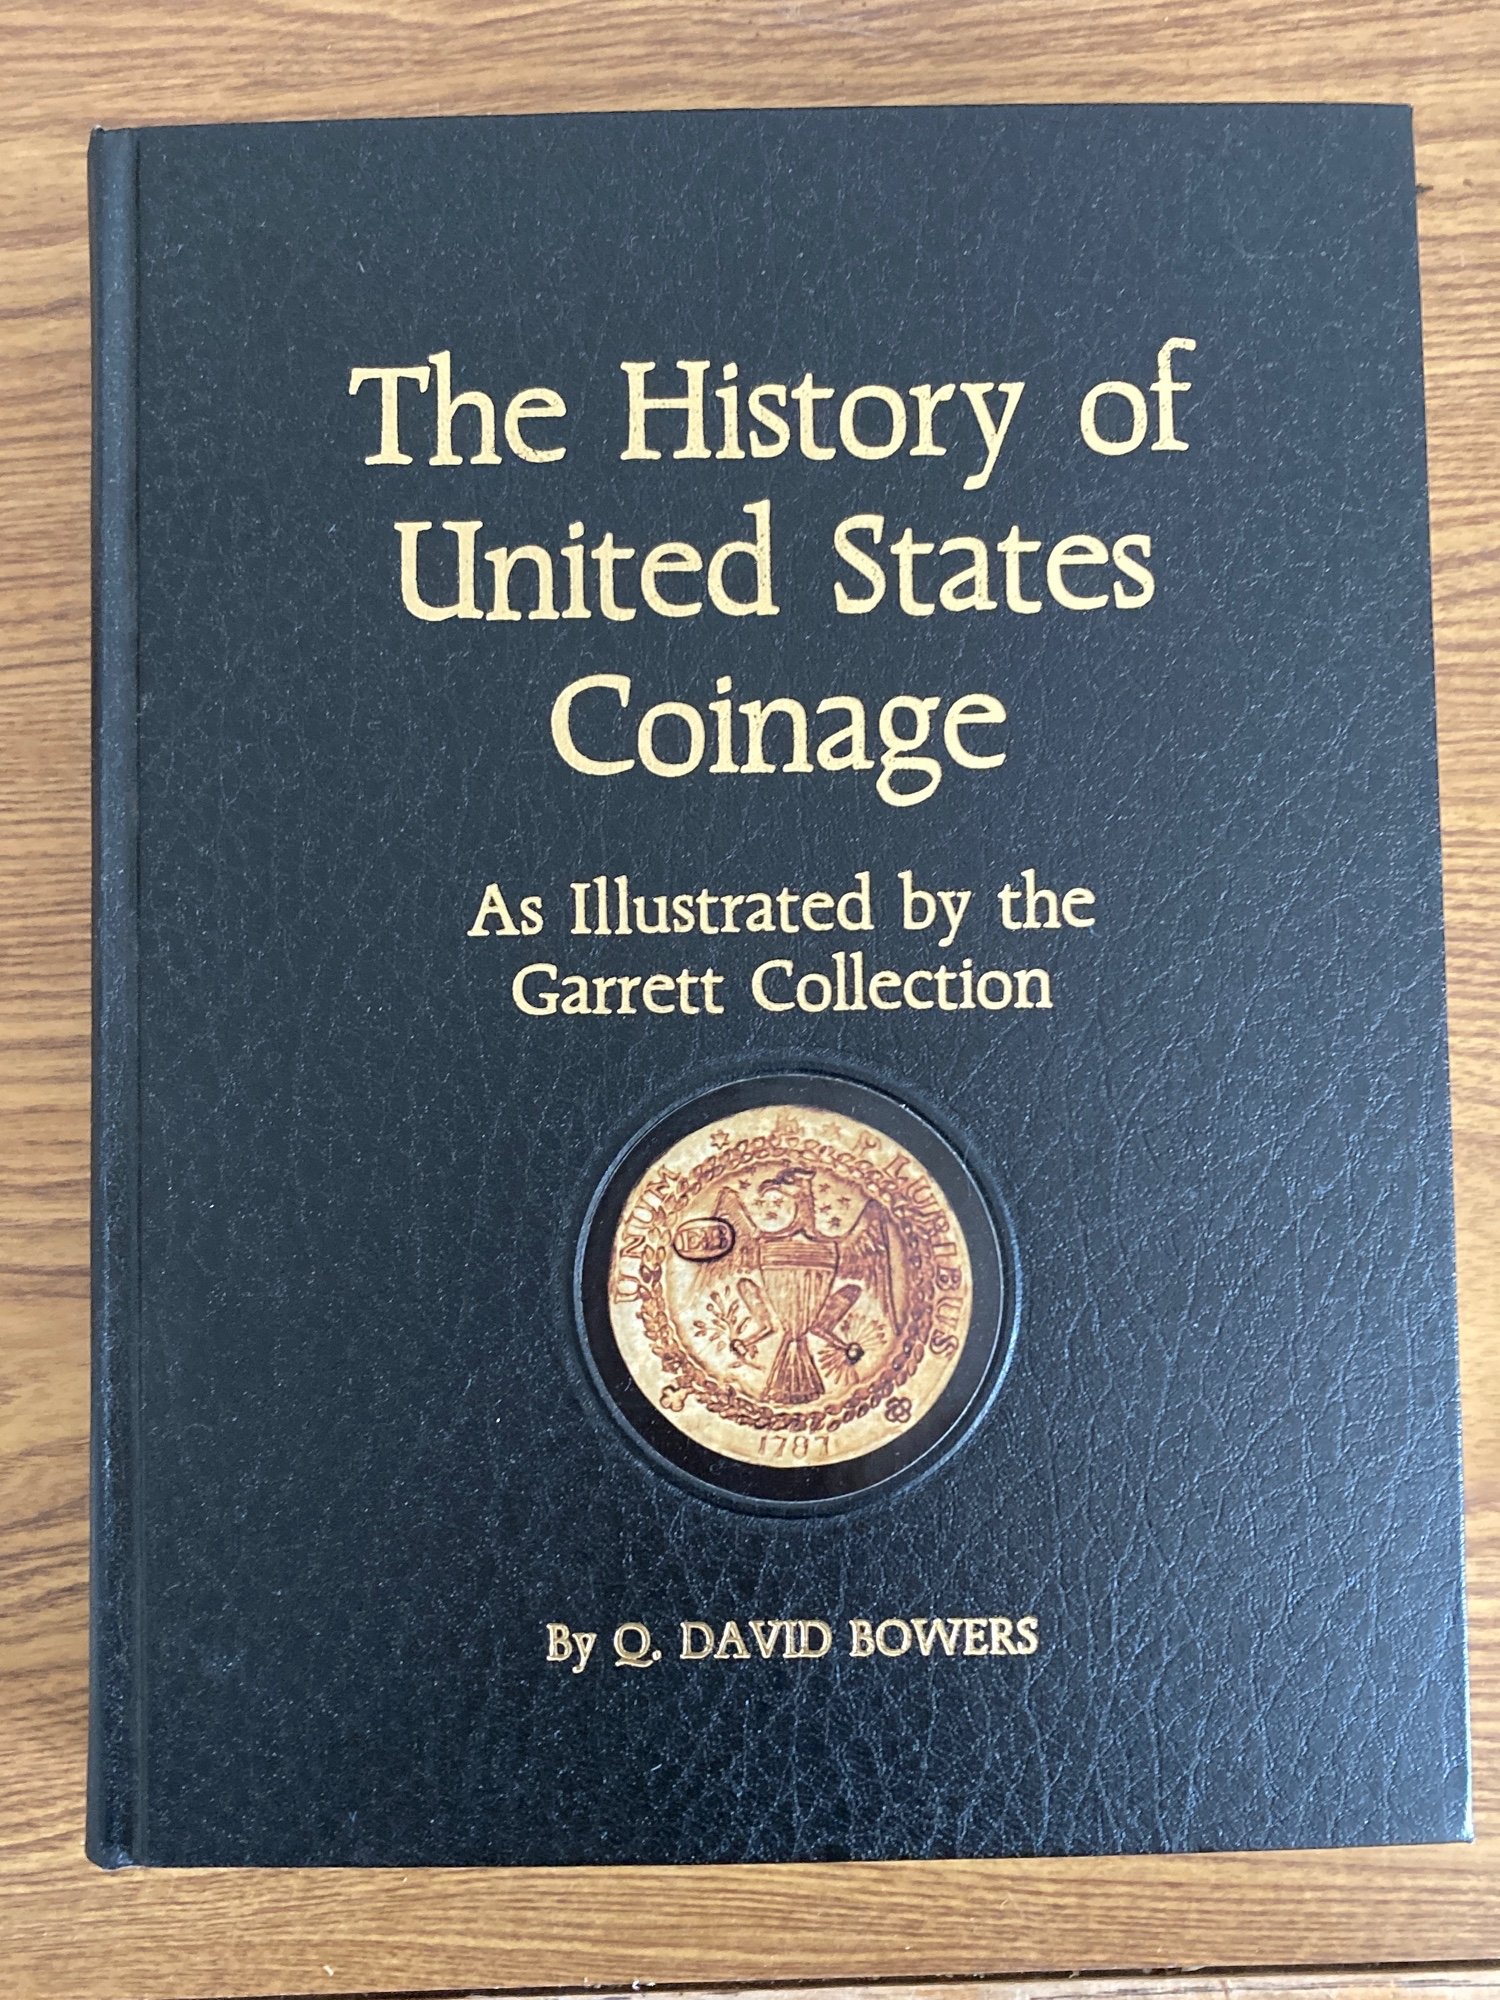 The History of
United States
Coinage
As Illustrated by the
Garrett Collection
UNUM ★ E ★ PLURIBUS
EB
1787
By Q. DAVID BOWERS